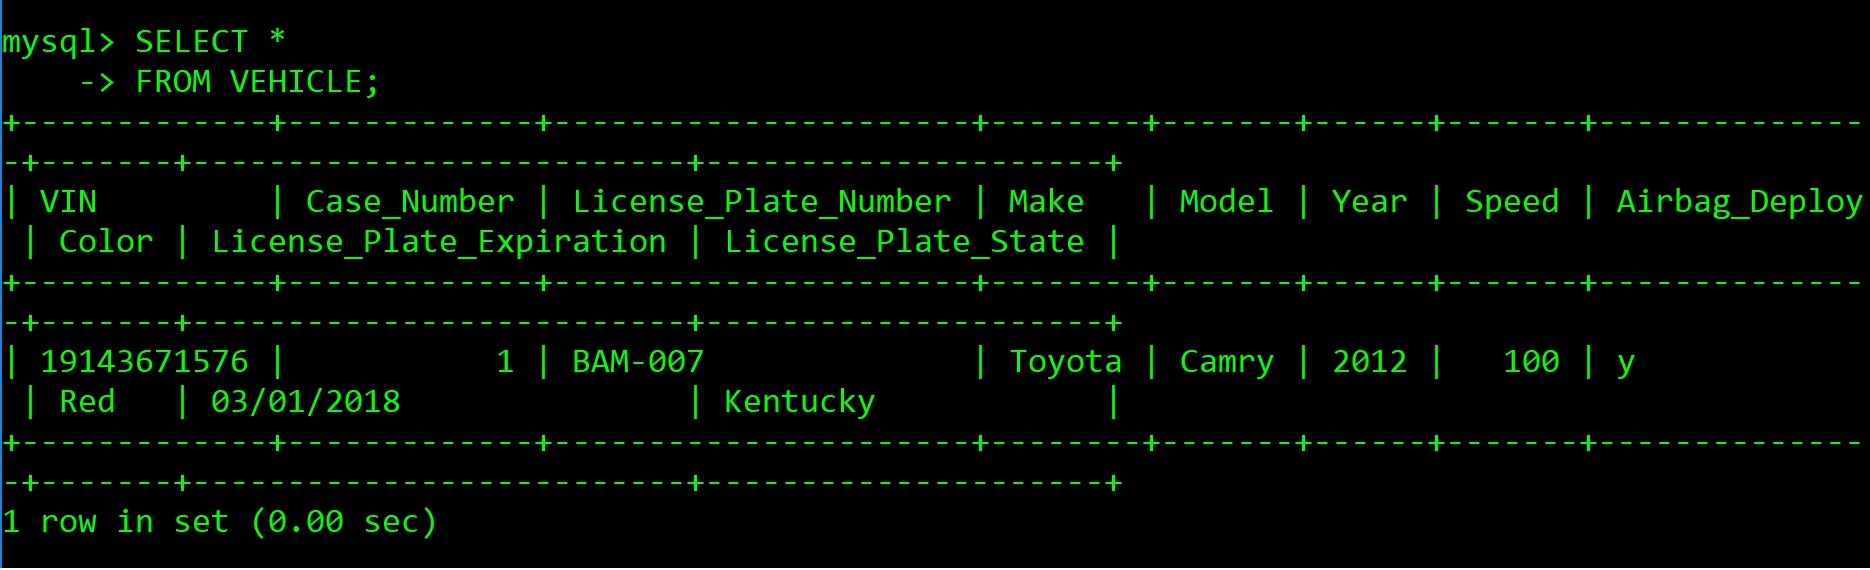 mysql> SELECT *
    -> FROM VEHICLE;
+-------------+-------------+----------------------+--------+-------+------+-------+--------------
-+-------+--------------------------+---------------------+
| VIN         | Case_Number | License_Plate_Number | Make   | Model | Year | Speed | Airbag_Deploy
 | Color | License_Plate_Expiration | License_Plate_State |
+-------------+-------------+----------------------+--------+-------+------+-------+--------------
-+-------+--------------------------+---------------------+
| 19143671576 |           1 | BAM-007              | Toyota | Camry | 2012 |   100 | y
 | Red   | 03/01/2018               | Kentucky            |
+-------------+-------------+----------------------+--------+-------+------+-------+--------------
-+-------+--------------------------+---------------------+
1 row in set (0.00 sec)